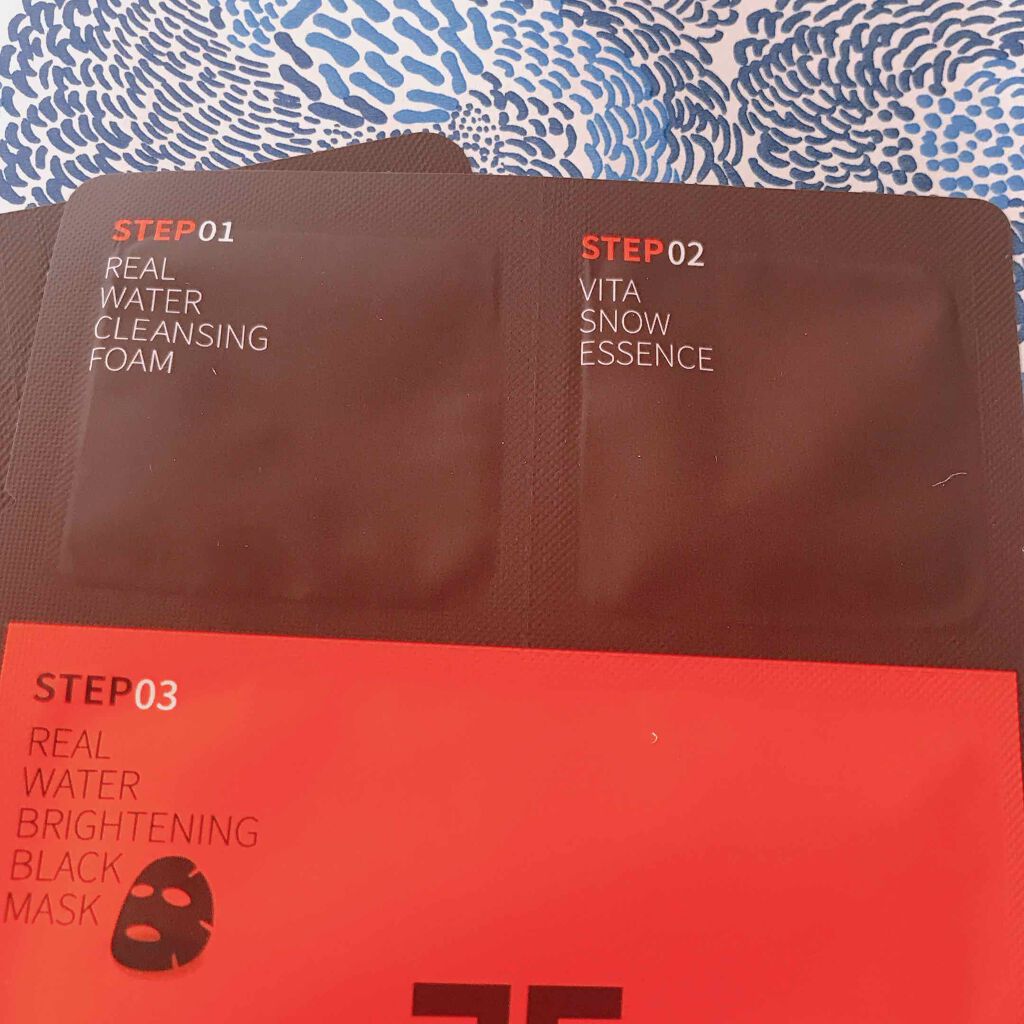 STEP01
REAL
WATER
CLEANSING
FOAM
STEP02
VITA
SNOW
ESSENCE
STEP03
REAL
WATER
BRIGHTENING
BLACK
MASK